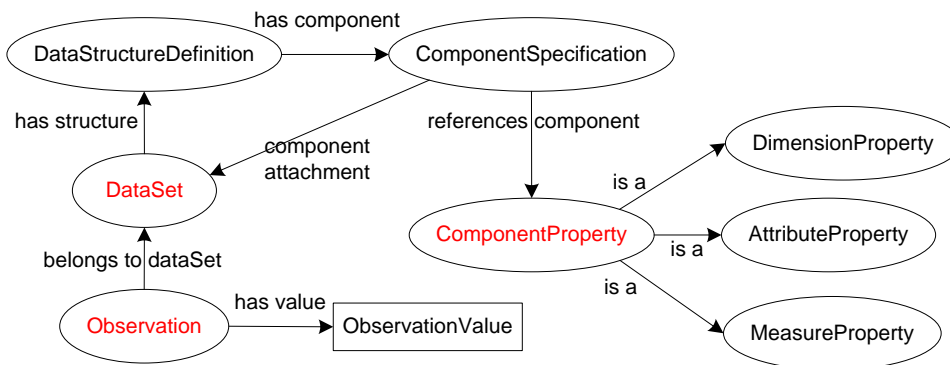 has component
DataStructureDefinition
ComponentSpecification
has structure
component
attachment
references component
DimensionProperty
is a
DataSet
ComponentProperty
AttributeProperty
is a
belongs to dataSet
is a
has value
Observation
ObservationValue
MeasureProperty